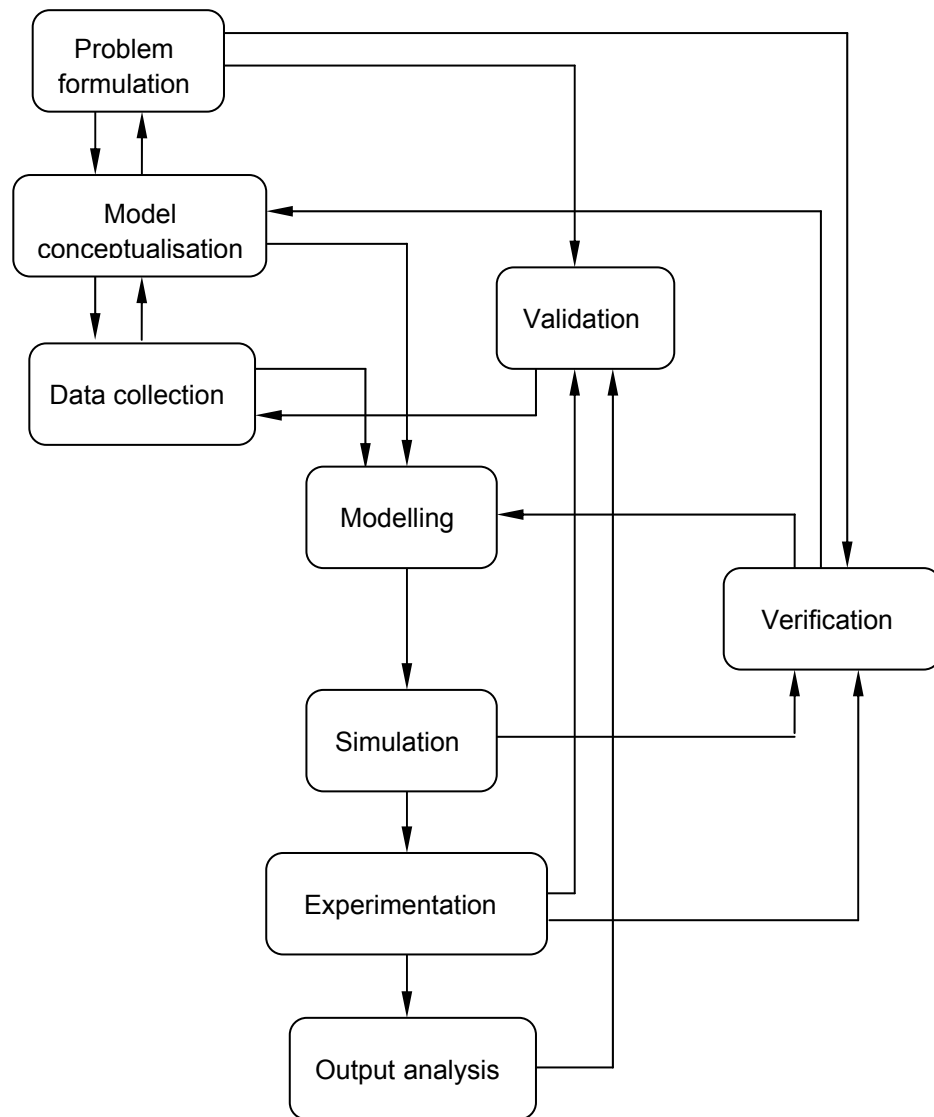 Problem
formulation
Model
conceptualisation
Validation
Data collection
Modelling
Verification
Simulation
Experimentation
Output analysis